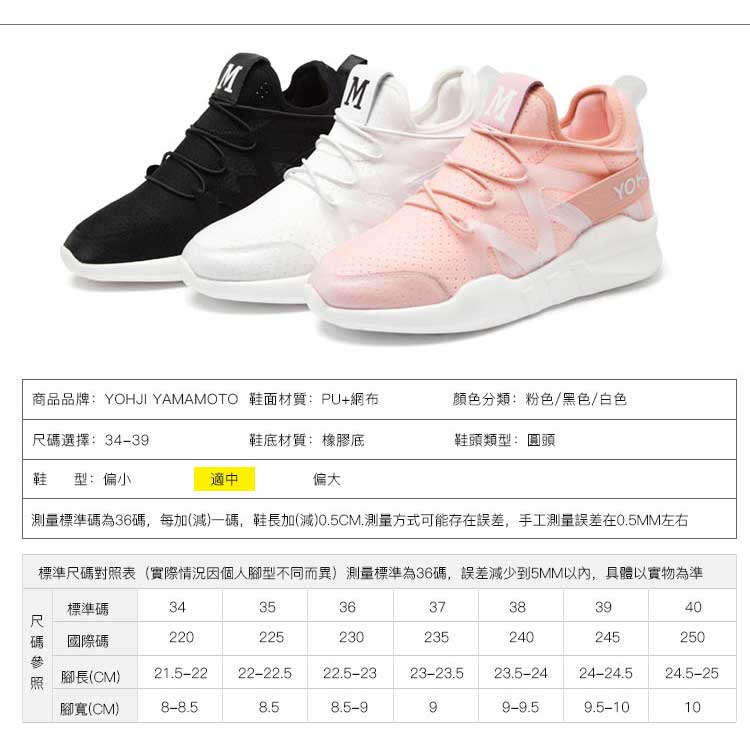 M
M
M
YOHJ
商品品牌：YOHJI YAMAMOTO 鞋面材質：PU+網布 顏色分類：粉色/黑色/白色
尺碼選擇：34-39 鞋底材質：橡膠底 鞋頭類型：圓頭
鞋 型：偏小 適中 偏大
測量標準碼為36碼，每加(減)一碼，鞋長加(減)0.5CM.測量方式可能存在誤差，手工測量誤差在0.5MM左右
標準尺碼對照表（實際情況因個人腳型不同而異）測量標準為36碼，誤差減少到5MM以內，具體以實物為準
尺碼參照
標準碼 34 35 36 37 38 39 40
國際碼 220 225 230 235 240 245 250
腳長(CM) 21.5-22 22-22.5 22.5-23 23-23.5 23.5-24 24-24.5 24.5-25
腳寬(CM) 8-8.5 8.5 8.5-9 9 9-9.5 9.5-10 10